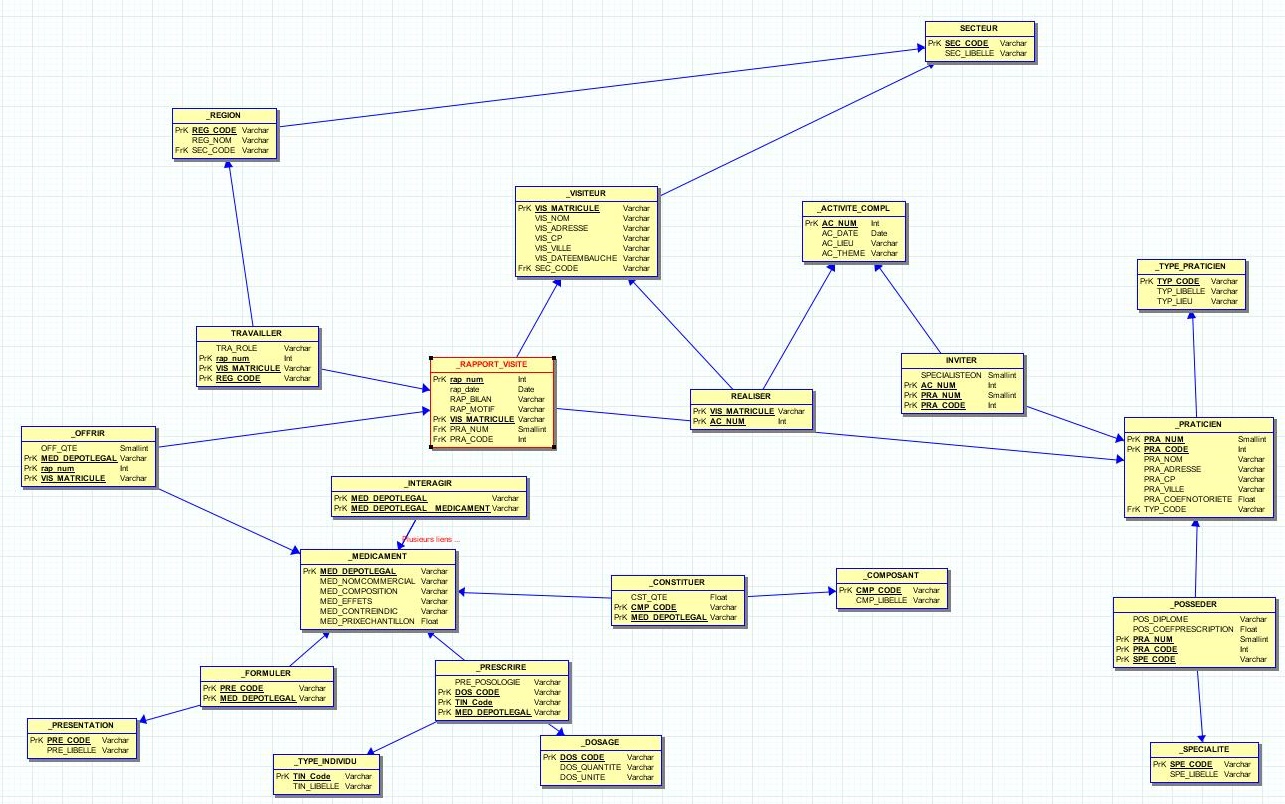 SECTEUR
PrK SEC_CODE Varchar
SEC_LIBELLE Varchar
_REGION
PrK REG_CODE Varchar
REG_NOM Varchar
FrK SEC_CODE Varchar
_VISITEUR
PrK VIS_MATRICULE Varchar
VIS_NOM Varchar
VIS_ADRESSE Varchar
VIS_CP Varchar
VIS_VILLE Varchar
VIS_DATEEMBAUCHE Varchar
FrK SEC_CODE Varchar
_ACTIVITE_COMPL
PrK AC_NUM Int
AC_DATE Date
AC_LIEU Varchar
AC_THEME Varchar
_TYPE_PRATICIEN
PrK TYP_CODE Varchar
TYP_LIBELLE Varchar
TYP_LIEU Varchar
TRAVAILLER
TRA_ROLE Varchar
PrK rap_num Int
PrK VIS_MATRICULE Varchar
PrK REG_CODE Varchar
_RAPPORT_VISITE
PrK rap_num Int
rap_date Date
RAP_BILAN Varchar
RAP_MOTIF Varchar
PrK VIS_MATRICULE Varchar
FrK PRA_NUM Smallint
FrK PRA_CODE Int
REALISER
PrK VIS_MATRICULE Varchar
PrK AC_NUM Int
INVITER
SPECIALISTEON Smallint
PrK AC_NUM Int
PrK PRA_NUM Smallint
PrK PRA_CODE Int
_PRATICIEN
PrK PRA_NUM Smallint
PrK PRA_CODE Int
PRA_NOM Varchar
PRA_ADRESSE Varchar
PRA_CP Varchar
PRA_VILLE Varchar
PRA_COEFNOTORIETE Float
FrK TYP_CODE Varchar
_OFFRIR
OFF_QTE Smallint
PrK MED_DEPOTLEGAL Varchar
PrK rap_num Int
PrK VIS_MATRICULE Varchar
_INTERAGIR
PrK MED_DEPOTLEGAL Varchar
PrK MED_DEPOTLEGAL__MEDICAMENT Varchar
Plusieurs liens ...
_MEDICAMENT
PrK MED_DEPOTLEGAL Varchar
MED_NOMCOMMERCIAL Varchar
MED_COMPOSITION Varchar
MED_EFFETS Varchar
MED_CONTREINDIC Varchar
MED_PRIXECHANTILLON Float
_CONSTITUER
CST_QTE Float
PrK CMP_CODE Varchar
PrK MED_DEPOTLEGAL Varchar
_COMPOSANT
PrK CMP_CODE Varchar
CMP_LIBELLE Varchar
_POSSEDER
POS_DIPLOME Varchar
POS_COEFPRESCRIPTION Float
PrK PRA_NUM Smallint
PrK PRA_CODE Int
PrK SPE_CODE Varchar
_FORMULER
PrK PRE_CODE Varchar
PrK MED_DEPOTLEGAL Varchar
_PRESCRIRE
PRE_POSOLOGIE Varchar
PrK DOS_CODE Varchar
PrK TIN_Code Varchar
PrK MED_DEPOTLEGAL Varchar
_PRESENTATION
PrK PRE_CODE Varchar
PRE_LIBELLE Varchar
_TYPE_INDIVIDU
PrK TIN_Code Varchar
TIN_LIBELLE Varchar
_DOSAGE
PrK DOS_CODE Varchar
DOS_QUANTITE Varchar
DOS_UNITE Varchar
_SPECIALITE
PrK SPE_CODE Varchar
SPE_LIBELLE Varchar